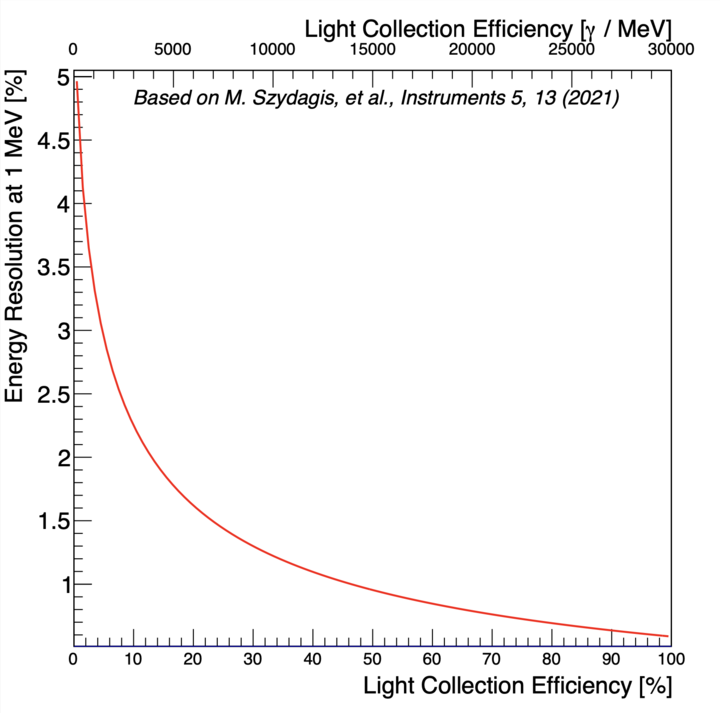 Light Collection Efficiency [γ / MeV]
0 5000 10000 15000 20000 25000 30000
Based on M. Szydagis, et al., Instruments 5, 13 (2021)
Energy Resolution at 1 MeV [%]
5
4.5
4
3.5
3
2.5
2
1.5
1
0 10 20 30 40 50 60 70 80 90 100
Light Collection Efficiency [%]